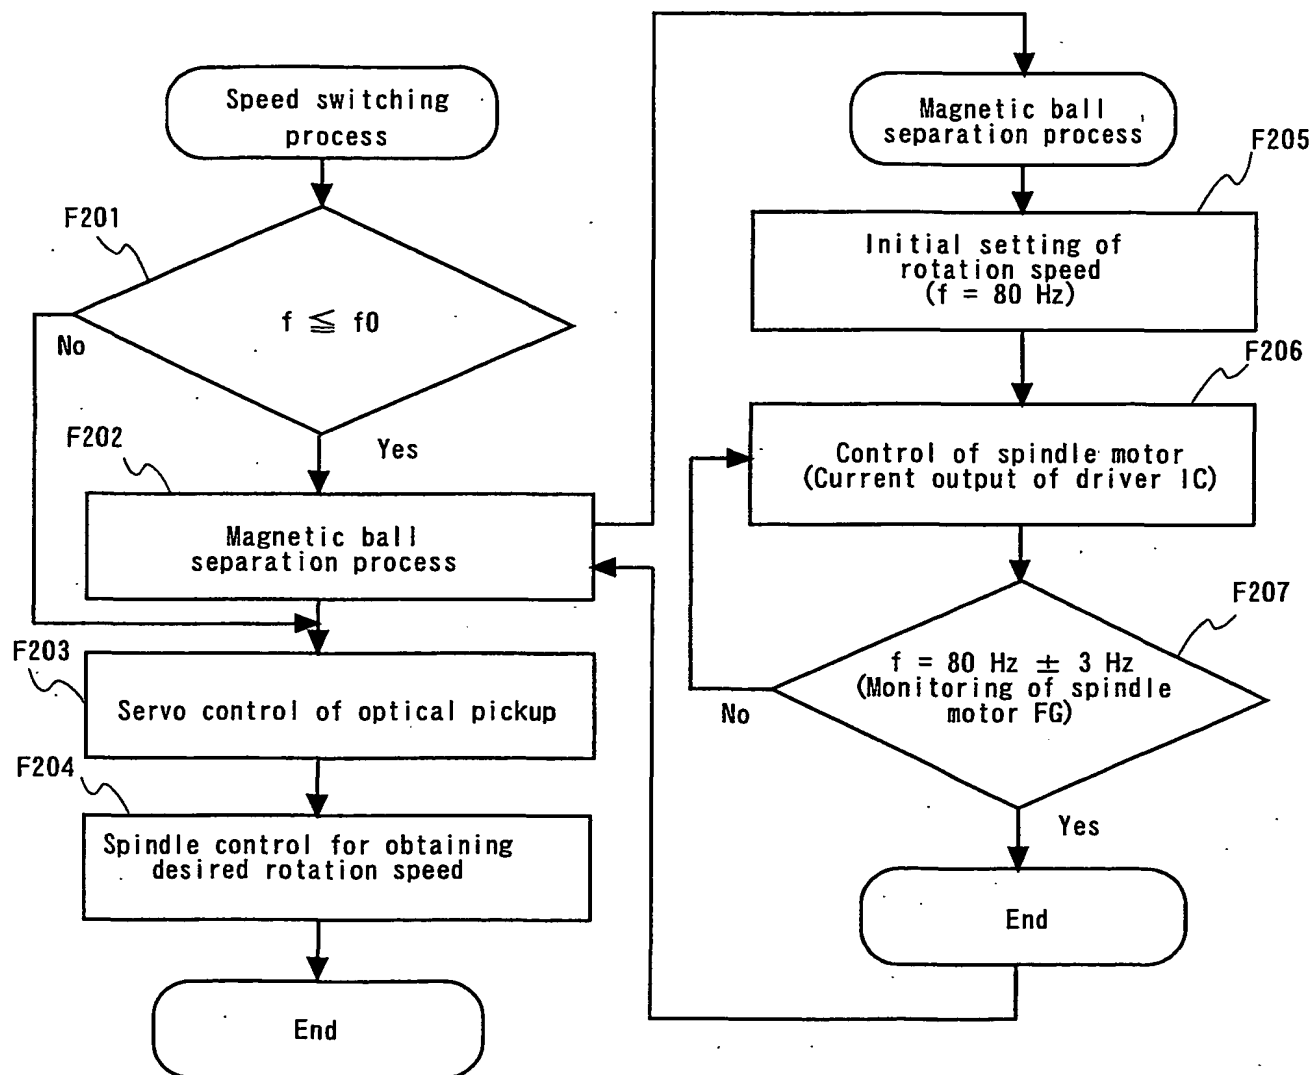 Speed switching
process
F201
f ≦ f0
No
Yes
F202
Magnetic ball
separation process
F203
Servo control of optical pickup
F204
Spindle control for obtaining
desired rotation speed
End
Magnetic ball
separation process
F205
Initial setting of
rotation speed
(f = 80 Hz)
F206
Control of spindle motor
(Current output of driver IC)
F207
f = 80 Hz ± 3 Hz
(Monitoring of spindle
motor FG)
No
Yes
End